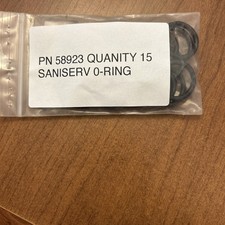 PN 58923 QUANITY 15
SANISERV 0-RING